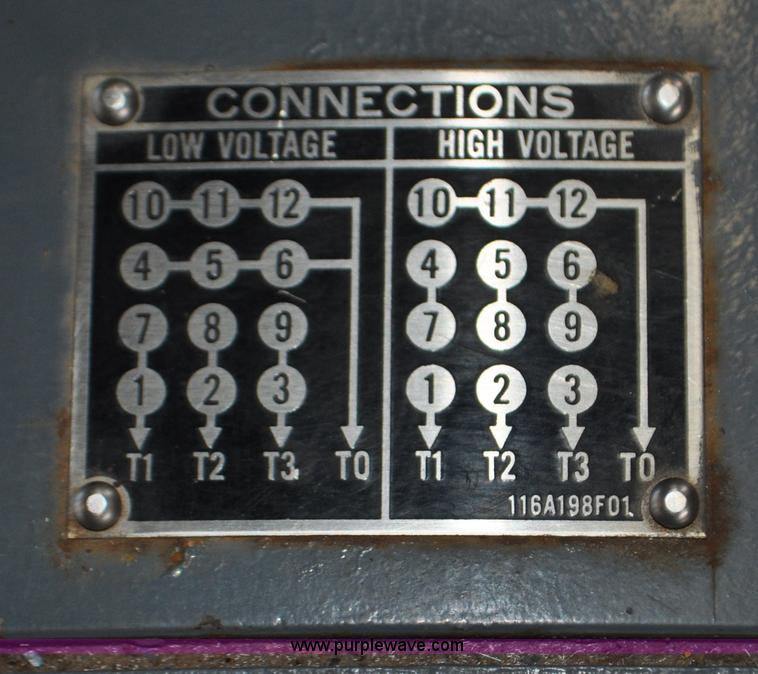 CONNECTIONS
LOW VOLTAGE HIGH VOLTAGE
10 11 12 10 11 12
4 5 6 4 5 6
7 8 9 7 8 9
1 2 3 1 2 3
T1 T2 T3 T0 T1 T2 T3 T0
116A198F01
www.purplewave.com